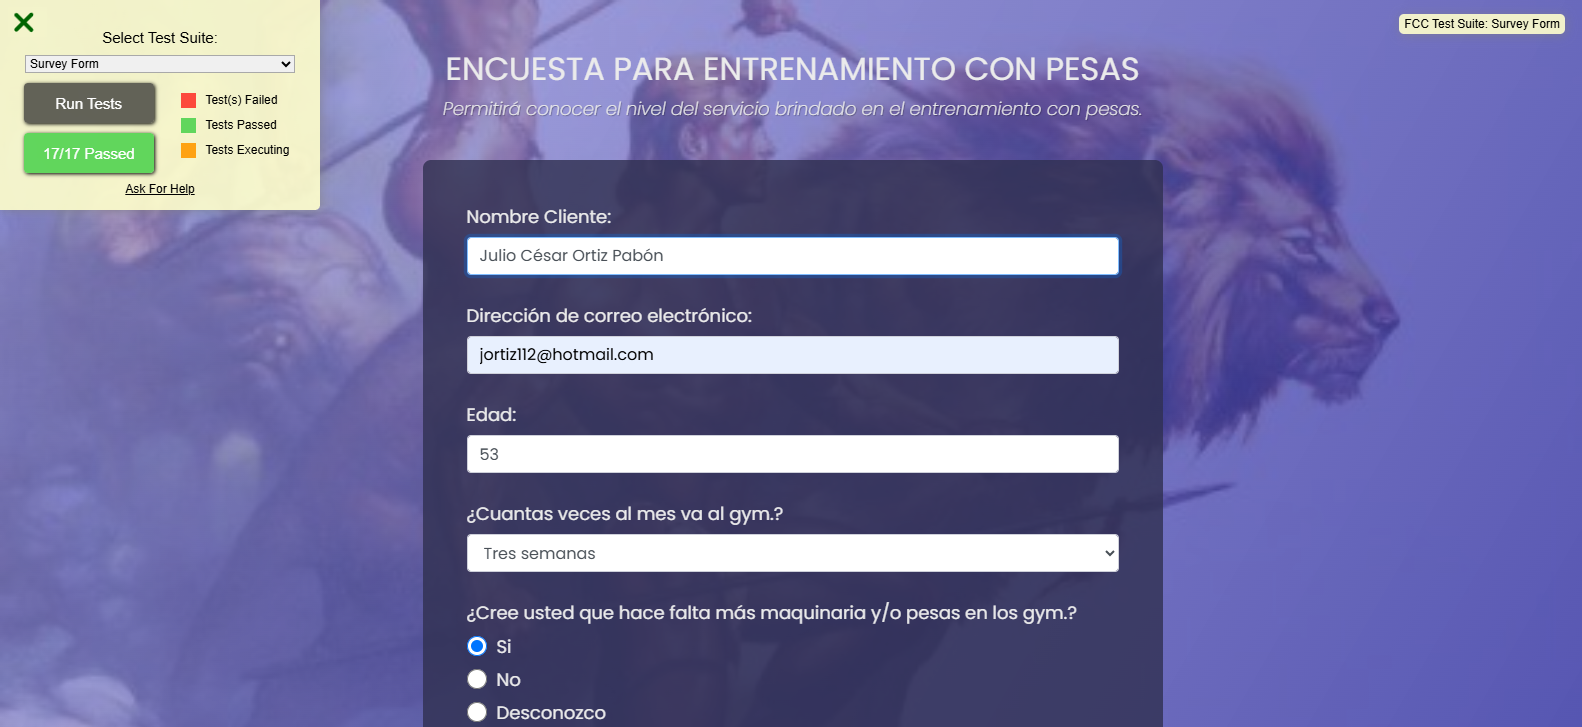 Select Test Suite:
Survey Form
Run Tests
17/17 Passed
Test(s) Failed
Tests Passed
Tests Executing
Ask For Help
FCC Test Suite: Survey Form
ENCUESTA PARA ENTRENAMIENTO CON PESAS
Permitirá conocer el nivel del servicio brindado en el entrenamiento con pesas.
Nombre Cliente:
Julio César Ortiz Pabón
Dirección de correo electrónico:
jortiz112@hotmail.com
Edad:
53
¿Cuantas veces al mes va al gym.?
Tres semanas
¿Cree usted que hace falta más maquinaria y/o pesas en los gym.?
Si
No
Desconozco